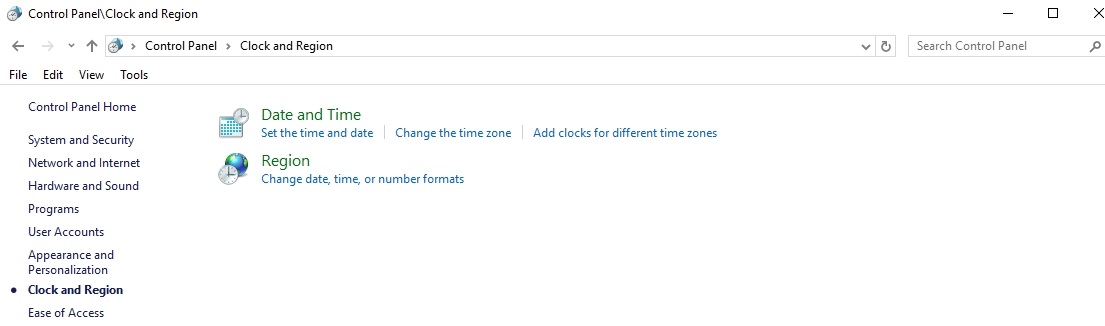 Control Panel\Clock and Region
Control Panel > Clock and Region
Search Control Panel
File Edit View Tools
Control Panel Home
System and Security
Network and Internet
Hardware and Sound
Programs
User Accounts
Appearance and
Personalization
Clock and Region
Ease of Access
Date and Time
Set the time and date | Change the time zone | Add clocks for different time zones
Region
Change date, time, or number formats